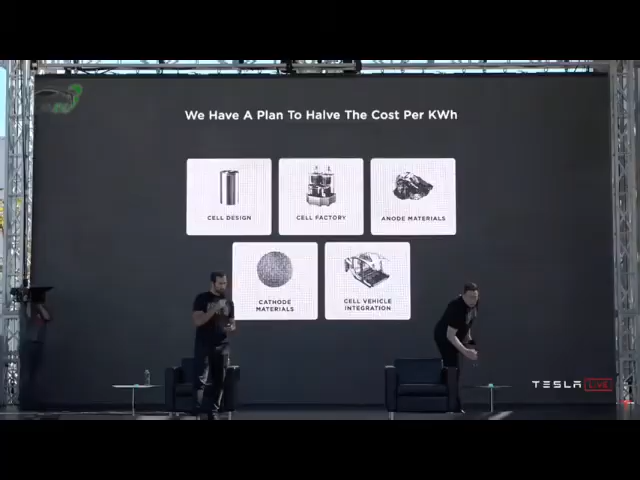 We Have A Plan To Halve The Cost Per KWh
CELL DESIGN
CELL FACTORY
ANODE MATERIALS
CATHODE
MATERIALS
CELL VEHICLE
INTEGRATION
TESLA LIVE